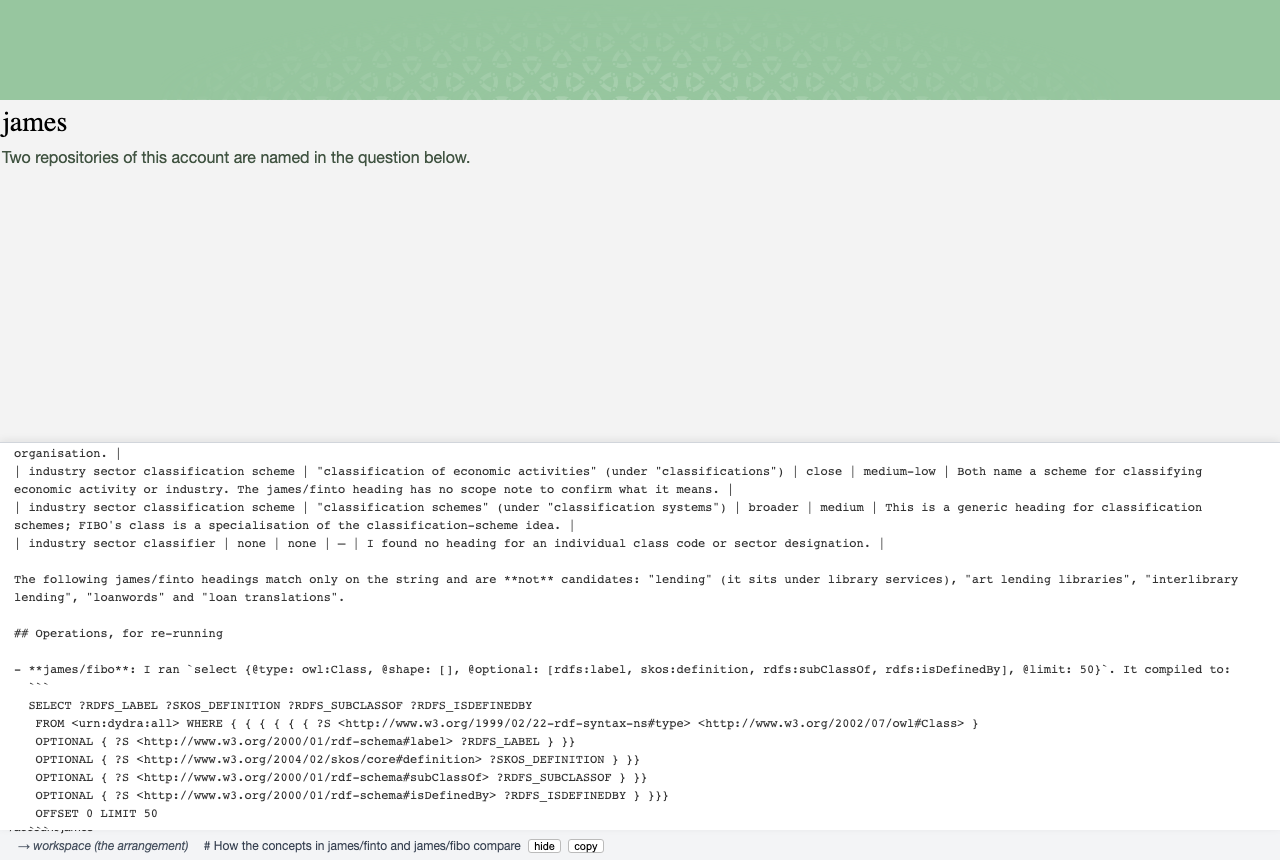 james
Two repositories of this account are named in the question below.
organisation. |
| industry sector classification scheme | "classification of economic activities" (under "classifications") | close | medium-low | Both name a scheme for classifying
economic activity or industry. The james/finto heading has no scope note to confirm what it means. |
| industry sector classification scheme | "classification schemes" (under "classification systems") | broader | medium | This is a generic heading for classification
schemes; FIBO's class is a specialisation of the classification-scheme idea. |
| industry sector classifier | none | none | — | I found no heading for an individual class code or sector designation. |
The following james/finto headings match only on the string and are **not** candidates: "lending" (it sits under library services), "art lending libraries", "interlibrary
lending", "loanwords" and "loan translations".
## Operations, for re-running
- **james/fibo**: I ran `select {@type: owl:Class, @shape: [], @optional: [rdfs:label, skos:definition, rdfs:subClassOf, rdfs:isDefinedBy], @limit: 50}`. It compiled to:
```
SELECT ?RDFS_LABEL ?SKOS_DEFINITION ?RDFS_SUBCLASSOF ?RDFS_ISDEFINEDBY
FROM <urn:dydra:all> WHERE { { { { { { ?S <http://www.w3.org/1999/02/22-rdf-syntax-ns#type> <http://www.w3.org/2002/07/owl#Class> }
OPTIONAL { ?S <http://www.w3.org/2000/01/rdf-schema#label> ?RDFS_LABEL } }}
OPTIONAL { ?S <http://www.w3.org/2004/02/skos/core#definition> ?SKOS_DEFINITION } }}
OPTIONAL { ?S <http://www.w3.org/2000/01/rdf-schema#subClassOf> ?RDFS_SUBCLASSOF } }}
OPTIONAL { ?S <http://www.w3.org/2000/01/rdf-schema#isDefinedBy> ?RDFS_ISDEFINEDBY } }}}
OFFSET 0 LIMIT 50
→ workspace (the arrangement) # How the concepts in james/finto and james/fibo compare hide copy